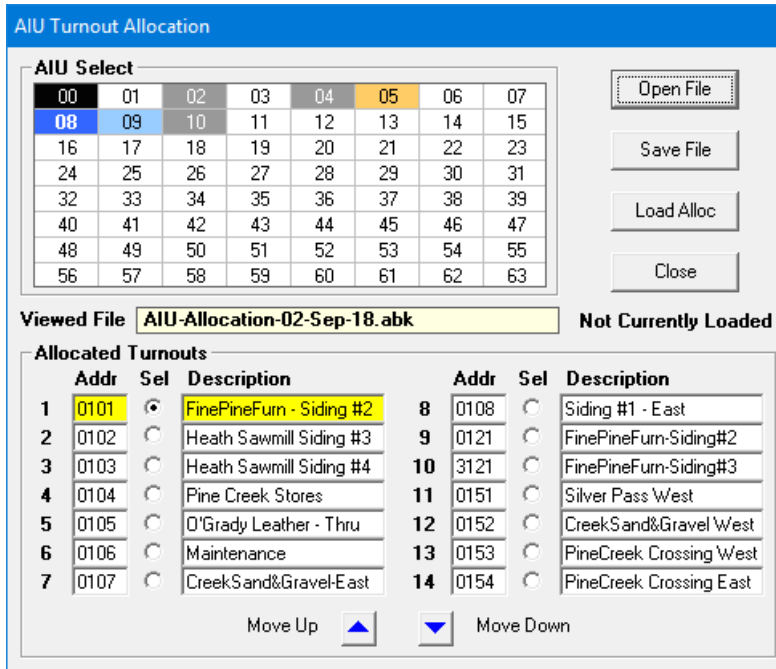 AIU Turnout Allocation
AIU Select
00 01 02 03 04 05 06 07
08 09 10 11 12 13 14 15
16 17 18 19 20 21 22 23
24 25 26 27 28 29 30 31
32 33 34 35 36 37 38 39
40 41 42 43 44 45 46 47
48 49 50 51 52 53 54 55
56 57 58 59 60 61 62 63
Open File
Save File
Load Alloc
Close
Viewed File AIU-Allocation-02-Sep-18.abk Not Currently Loaded
Allocated Turnouts
Addr Sel Description Addr Sel Description
1 0101 FinePineFurn - Siding #2 8 0108 Siding #1 - East
2 0102 Heath Sawmill Siding #3 9 0121 FinePineFurn-Siding#2
3 0103 Heath Sawmill Siding #4 10 3121 FinePineFurn-Siding#3
4 0104 Pine Creek Stores 11 0151 Silver Pass West
5 0105 O'Grady Leather - Thru 12 0152 CreekSand&Gravel West
6 0106 Maintenance 13 0153 PineCreek Crossing West
7 0107 CreekSand&Gravel-East 14 0154 PineCreek Crossing East
Move Up Move Down